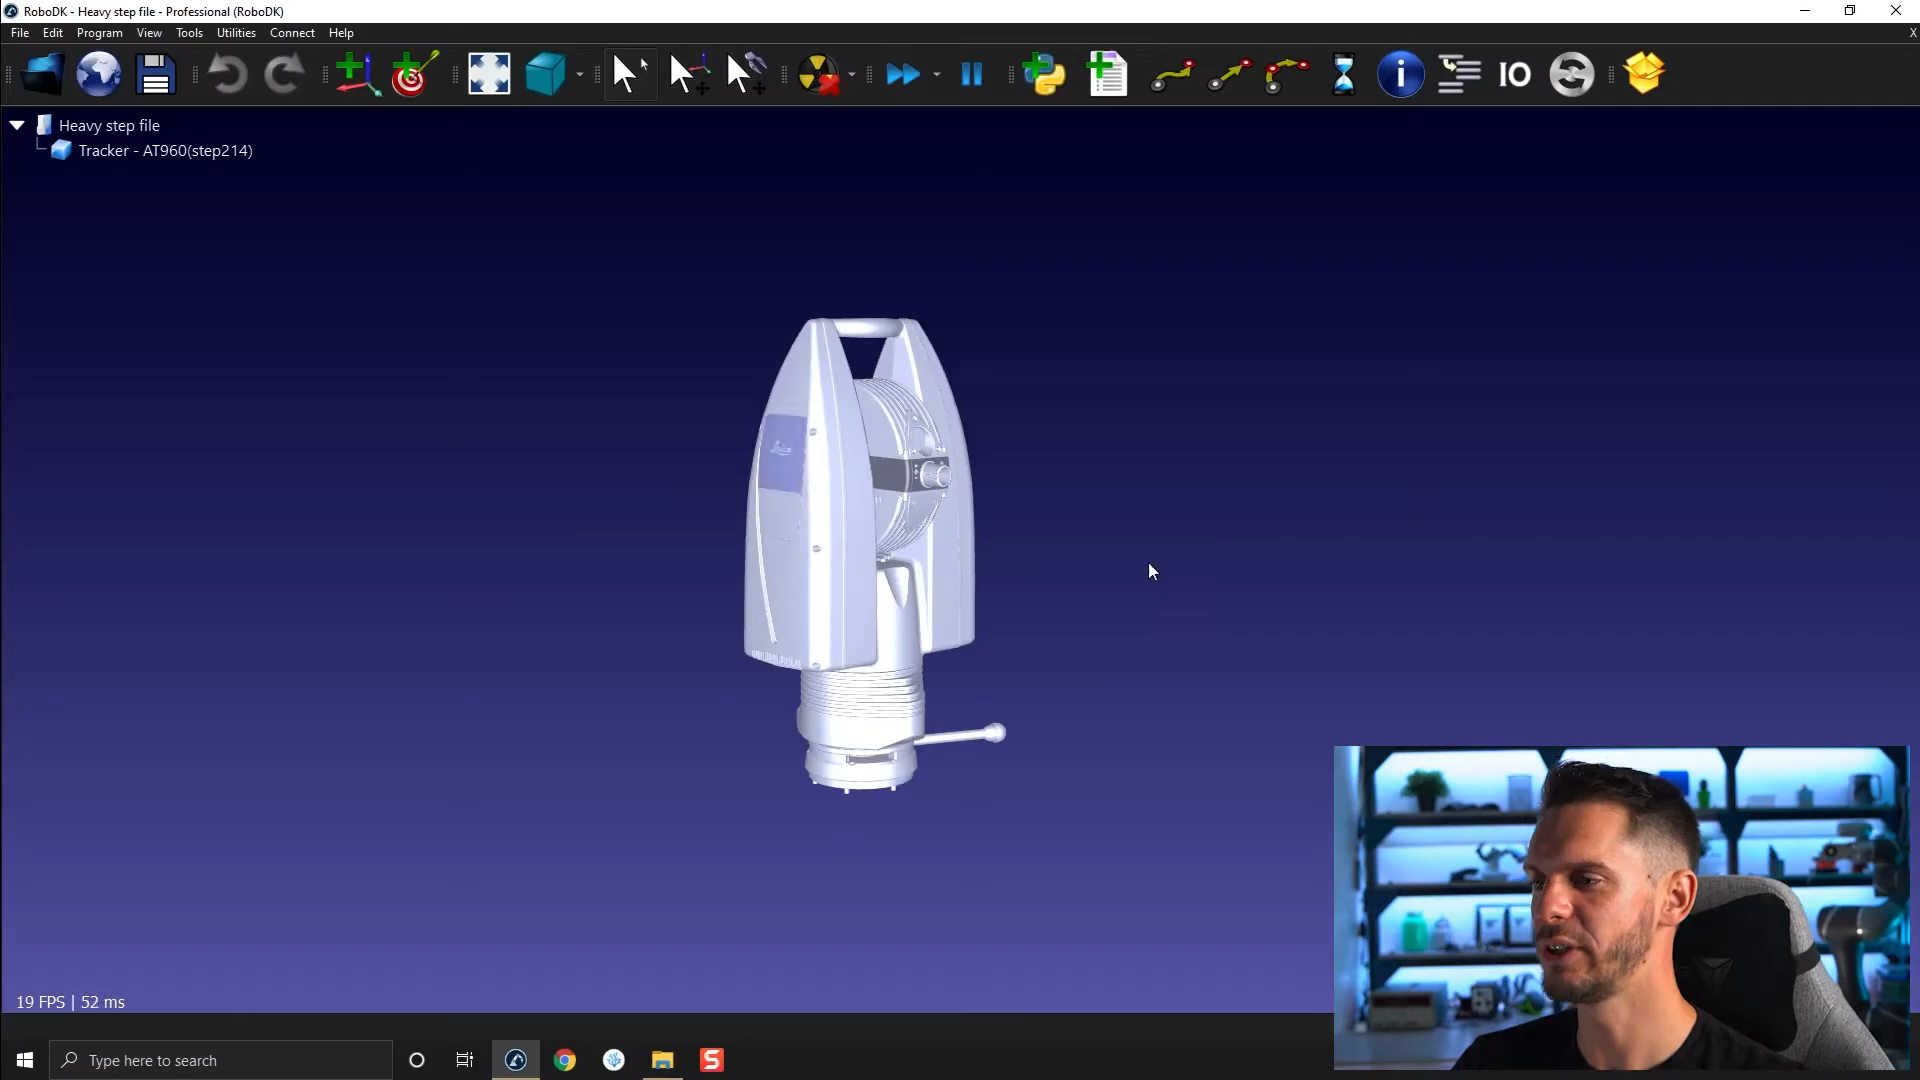 RoboDK - Heavy step file - Professional (RoboDK)
File Edit Program View Tools Utilities Connect Help
X
IO
Heavy step file
Tracker - AT960(step214)
19 FPS | 52 ms
Type here to search